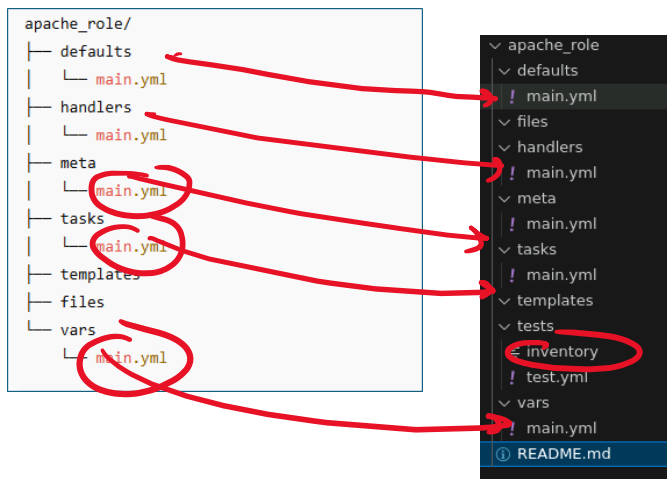 apache_role/
├── defaults
│   └── main.yml
├── handlers
│   └── main.yml
├── meta
│   └── main.yml
├── tasks
│   └── main.yml
├── templates
├── files
└── vars
    └── main.yml
apache_role
defaults
! main.yml
files
handlers
! main.yml
meta
! main.yml
tasks
! main.yml
templates
tests
inventory
! test.yml
vars
! main.yml
README.md